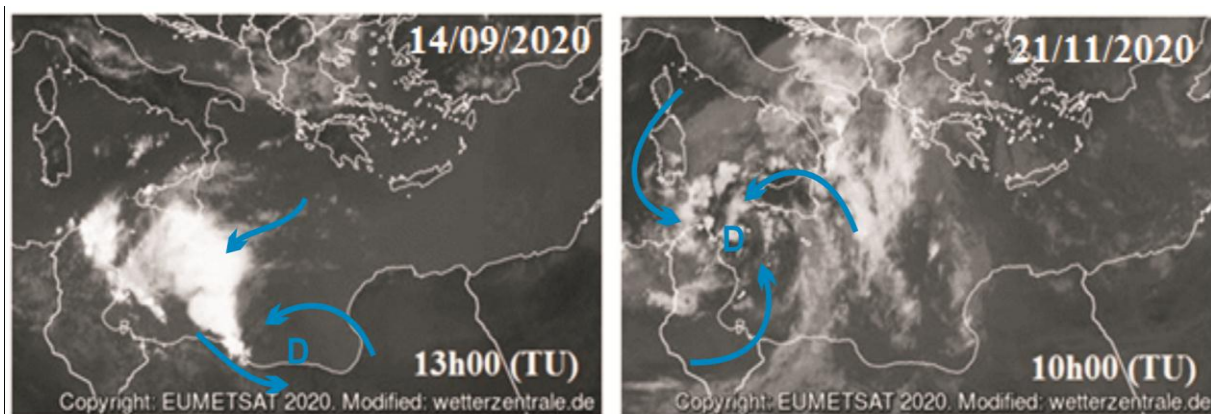 14/09/2020
D
13h00 (TU)
Copyright: EUMETSAT 2020. Modified: wetterzentrale.de
21/11/2020
D
10h00 (TU)
Copyright: EUMETSAT 2020. Modified: wetterzentrale.de